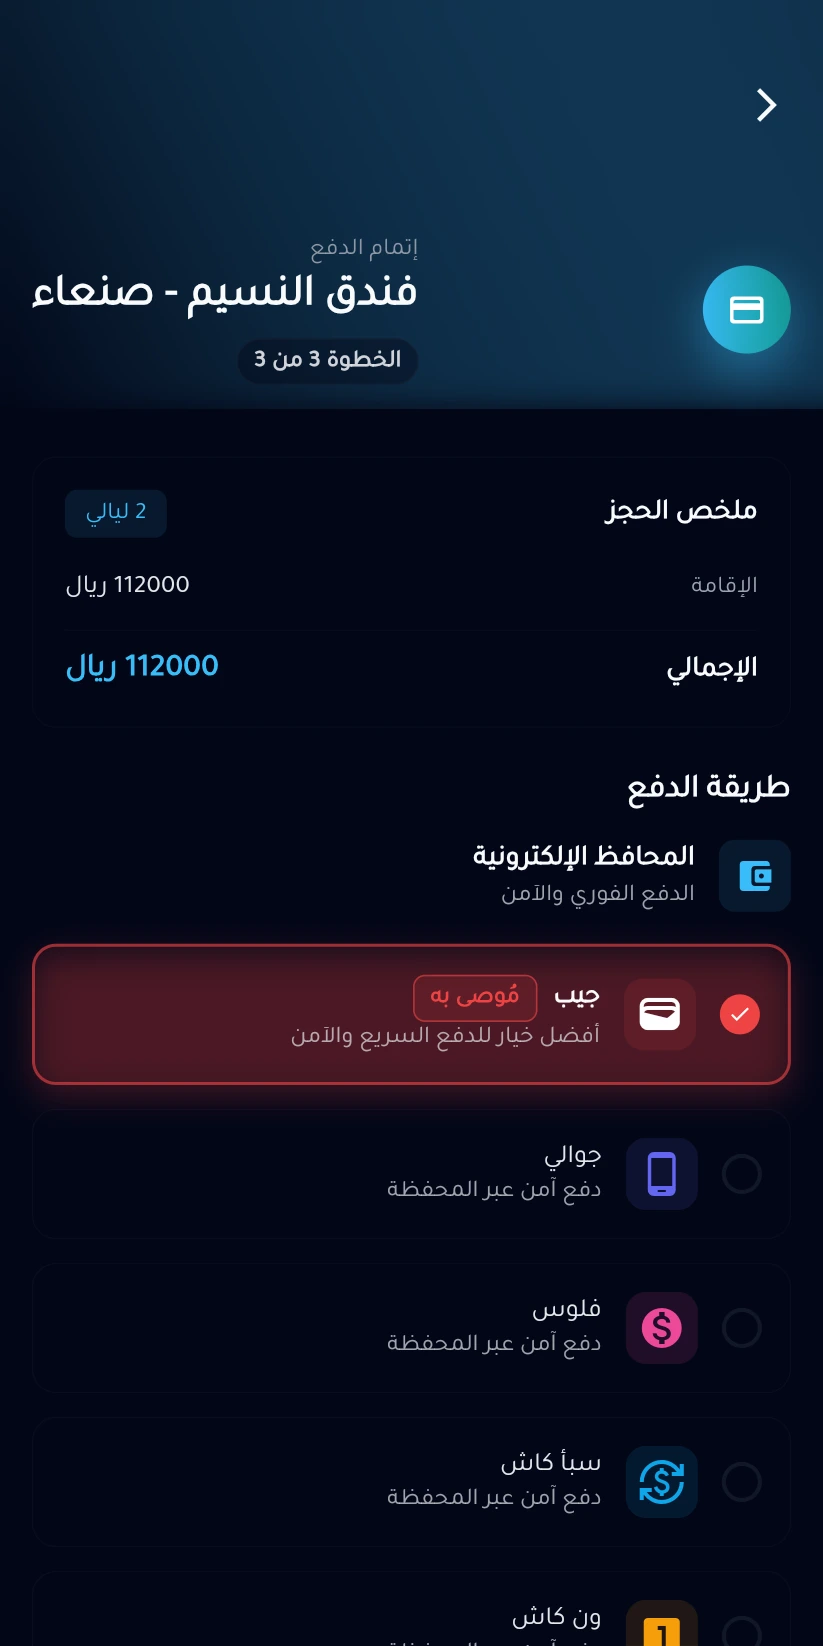 إتمام الدفع
فندق النسيم - صنعاء
الخطوة 3 من 3
ملخص الحجز
2 ليالي
الإقامة
112000 ريال
الإجمالي
112000 ريال
طريقة الدفع
المحافظ الإلكترونية
الدفع الفوري والآمن
جيب مُوصى به
أفضل خيار للدفع السريع والآمن
جوالي
دفع آمن عبر المحفظة
فلوس
دفع آمن عبر المحفظة
سبأ كاش
دفع آمن عبر المحفظة
ون كاش